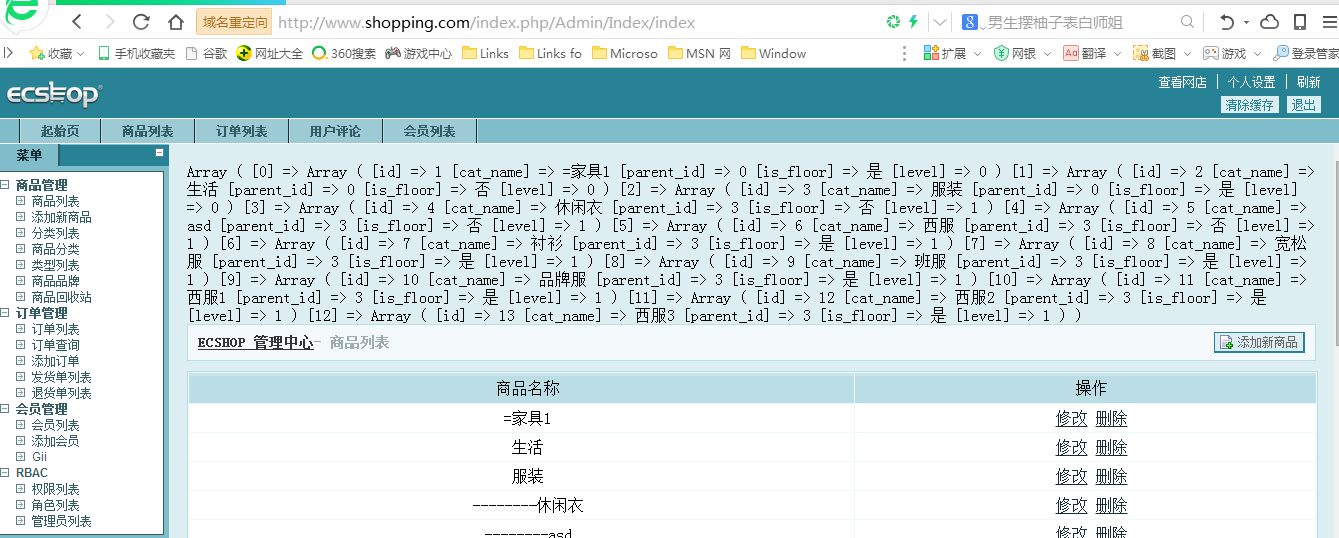 域名重定向 http://www.shopping.com/index.php/Admin/Index/index 男生摆柚子表白师姐
收藏 手机收藏夹 谷歌 网址大全 360搜索 游戏中心 Links Links fo Microso MSN 网 Window 扩展 网银 Aa 翻译 截图 游戏 登录管家
ecshop 查看网店 个人设置 刷新
清除缓存 退出
起始页 商品列表 订单列表 用户评论 会员列表
菜单
商品管理
商品列表
添加新商品
分类列表
商品分类
类型列表
商品品牌
商品回收站
订单管理
订单列表
订单查询
添加订单
发货单列表
退货单列表
会员管理
会员列表
添加会员
Gii
RBAC
权限列表
角色列表
管理员列表
Array ( [0] => Array ( [id] => 1 [cat_name] => =家具1 [parent_id] => 0 [is_floor] => 是 [level] => 0 ) [1] => Array ( [id] => 2 [cat_name] =>
生活 [parent_id] => 0 [is_floor] => 否 [level] => 0 ) [2] => Array ( [id] => 3 [cat_name] => 服装 [parent_id] => 0 [is_floor] => 是 [level]
=> 0 ) [3] => Array ( [id] => 4 [cat_name] => 休闲衣 [parent_id] => 3 [is_floor] => 否 [level] => 1 ) [4] => Array ( [id] => 5 [cat_name] =>
asd [parent_id] => 3 [is_floor] => 否 [level] => 1 ) [5] => Array ( [id] => 6 [cat_name] => 西服 [parent_id] => 3 [is_floor] => 否 [level] =>
1 ) [6] => Array ( [id] => 7 [cat_name] => 衬衫 [parent_id] => 3 [is_floor] => 是 [level] => 1 ) [7] => Array ( [id] => 8 [cat_name] => 宽松
服 [parent_id] => 3 [is_floor] => 是 [level] => 1 ) [8] => Array ( [id] => 9 [cat_name] => 班服 [parent_id] => 3 [is_floor] => 是 [level] =>
1 ) [9] => Array ( [id] => 10 [cat_name] => 品牌服 [parent_id] => 3 [is_floor] => 是 [level] => 1 ) [10] => Array ( [id] => 11 [cat_name] =>
西服1 [parent_id] => 3 [is_floor] => 是 [level] => 1 ) [11] => Array ( [id] => 12 [cat_name] => 西服2 [parent_id] => 3 [is_floor] => 是
[level] => 1 ) [12] => Array ( [id] => 13 [cat_name] => 西服3 [parent_id] => 3 [is_floor] => 是 [level] => 1 ) )
ECSHOP 管理中心- 商品列表 添加新商品
商品名称 操作
=家具1 修改 删除
生活 修改 删除
服装 修改 删除
--------休闲衣 修改 删除
--------asd 修改 删除